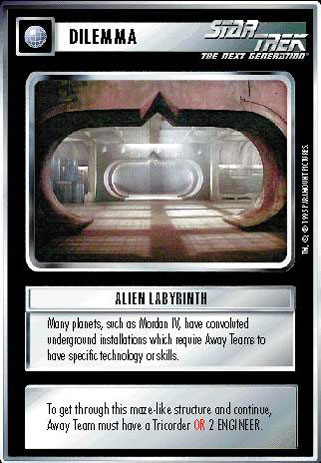 DILEMMA
STAR TREK
THE NEXT GENERATION®
TM, ®, © 1995 PARAMOUNT PICTURES.
ALIEN LABYRINTH
Many planets, such as Mordan IV, have convoluted
underground installations which require Away Teams to
have specific technology or skills.
To get through this maze-like structure and continue,
Away Team must have a Tricorder OR 2 ENGINEER.